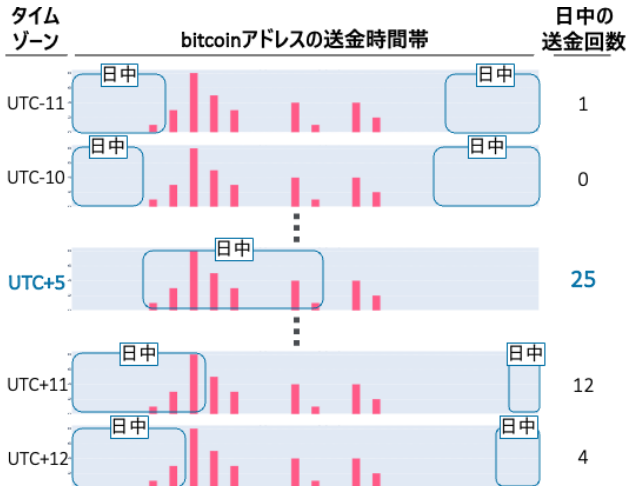 タイム
ゾーン
bitcoinアドレスの送金時間帯
日中の
送金回数
日中
日中
UTC-11
1
日中
日中
UTC-10
0
日中
UTC+5
25
日中
日中
UTC+11
12
日中
日中
UTC+12
4